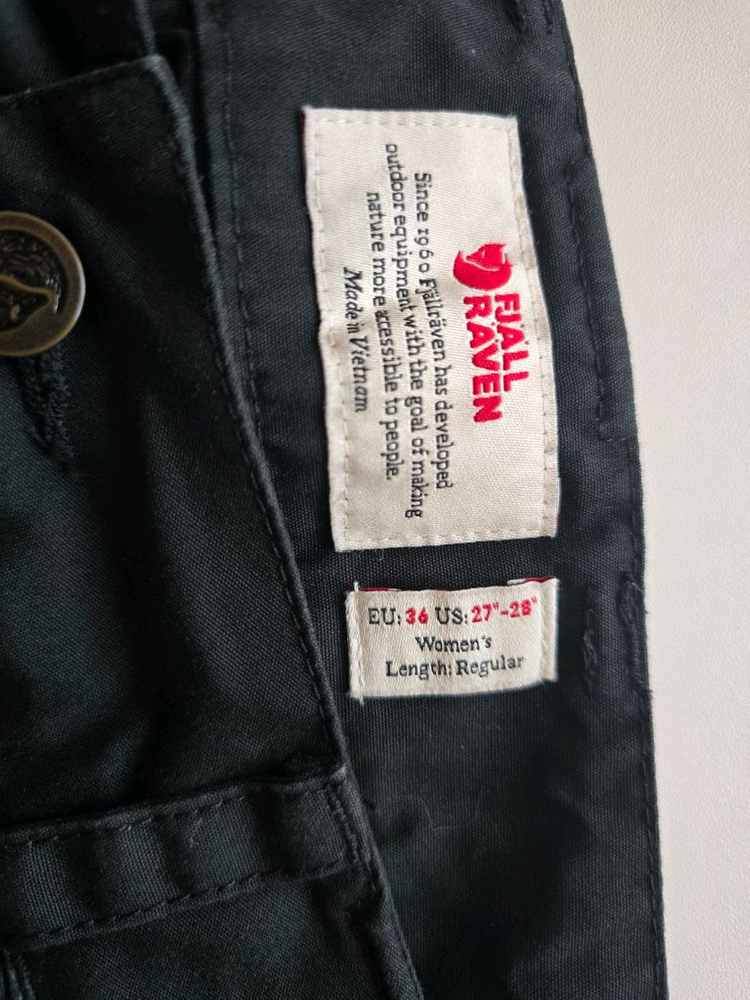 FJÄLL
RÄVEN
Since 1960 Fjällräven has developed
outdoor equipment with the goal of making
nature more accessible to people.
Made in Vietnam
EU: 36 US: 27"-28"
Women's
Length: Regular